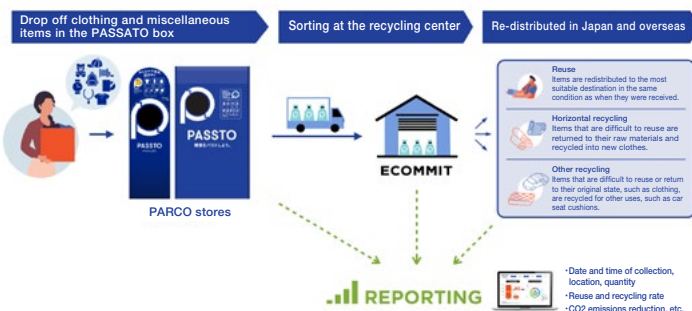 Drop off clothing and miscellaneous
items in the PASSATO box
Sorting at the recycling center
Re-distributed in Japan and overseas
PASSTO
PASSTO
PARCO stores
ECOMMIT
Reuse
Items are redistributed to the most
suitable destination in the same
condition as when they were received.
Horizontal recycling
Items that are difficult to reuse are
returned to their raw materials and
recycled into new clothes.
Other recycling
Items that are difficult to reuse or return
to their original state, such as clothing,
are recycled for other uses, such as car
seat cushions.
REPORTING
・Date and time of collection,
location, quantity
・Reuse and recycling rate
・CO2 emissions reduction, etc.